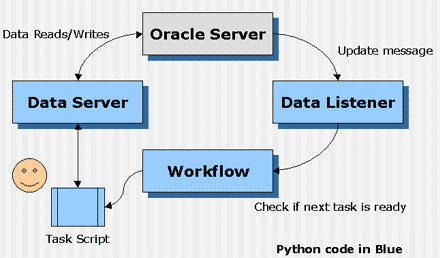 Oracle Server
Data Reads/Writes
Update message
Data Server
Data Listener
Workflow
Check if next task is ready
Task Script
Python code in Blue